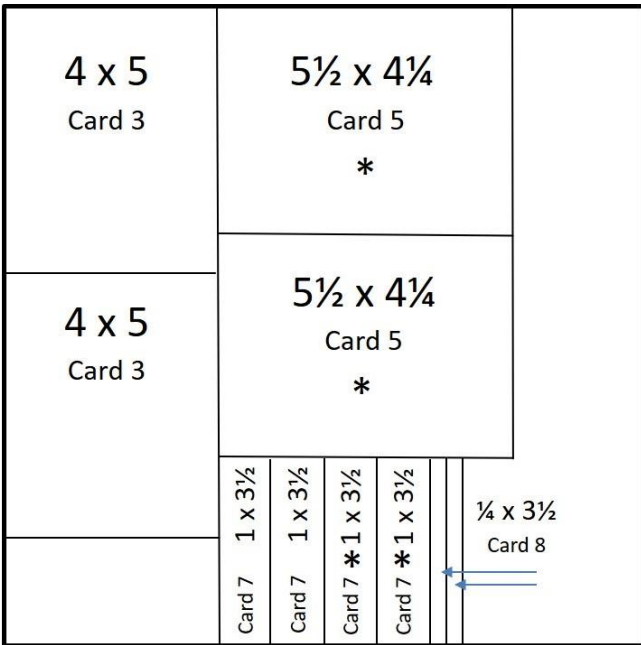 4 x 5
Card 3
5½ x 4¼
Card 5
*
4 x 5
Card 3
5½ x 4¼
Card 5
*
Card 7 1 x 3½
Card 7 1 x 3½
Card 7 *1 x 3½
Card 7 *1 x 3½
¼ x 3½
Card 8